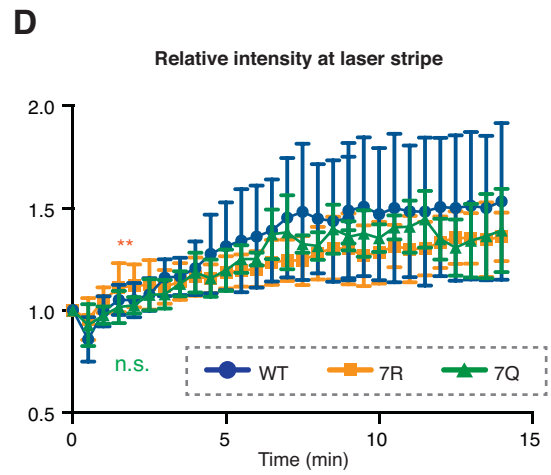 D
Relative intensity at laser stripe
2.0
1.5
**
1.0
n.s.
WT 7R 7Q
0.5
0 5 10 15
Time (min)